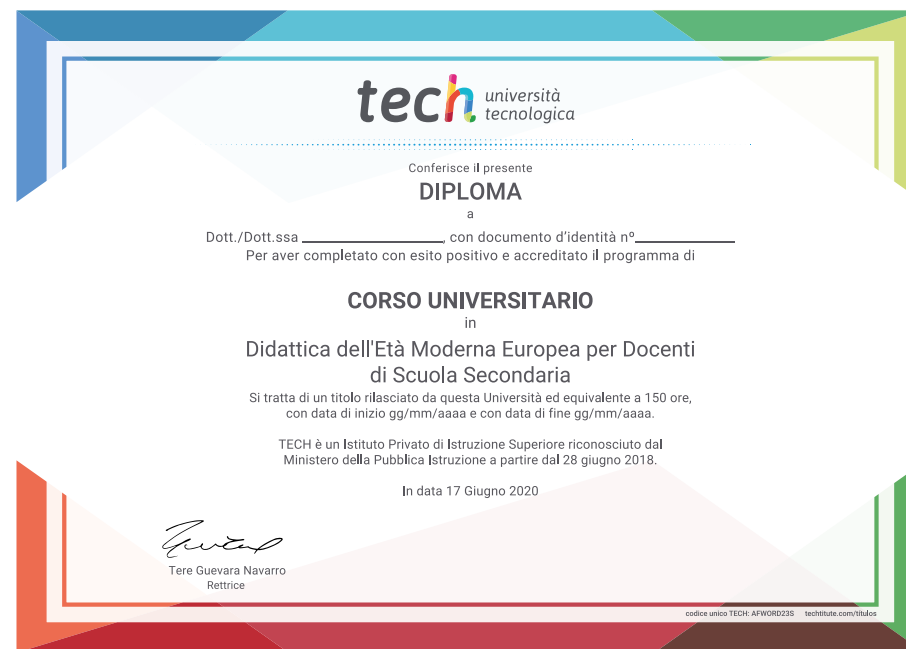 tech università
tecnologica
Conferisce il presente
DIPLOMA
a
Dott./Dott.ssa ____________________, con documento d'identità nº______________
Per aver completato con esito positivo e accreditato il programma di
CORSO UNIVERSITARIO
in
Didattica dell'Età Moderna Europea per Docenti
di Scuola Secondaria
Si tratta di un titolo rilasciato da questa Università ed equivalente a 150 ore,
con data di inizio gg/mm/aaaa e con data di fine gg/mm/aaaa.
TECH è un Istituto Privato di Istruzione Superiore riconosciuto dal
Ministero della Pubblica Istruzione a partire dal 28 giugno 2018.
In data 17 Giugno 2020
Tere Guevara Navarro
Rettrice
codice unico TECH: AFWORD23S techtitute.com/titulos